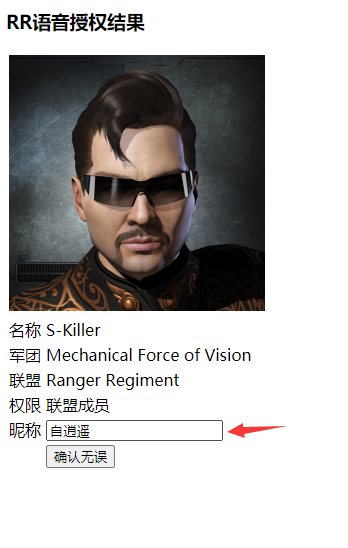 RR语音授权结果
名称 S-Killer
军团 Mechanical Force of Vision
联盟 Ranger Regiment
权限 联盟成员
昵称 自逍遥
确认无误